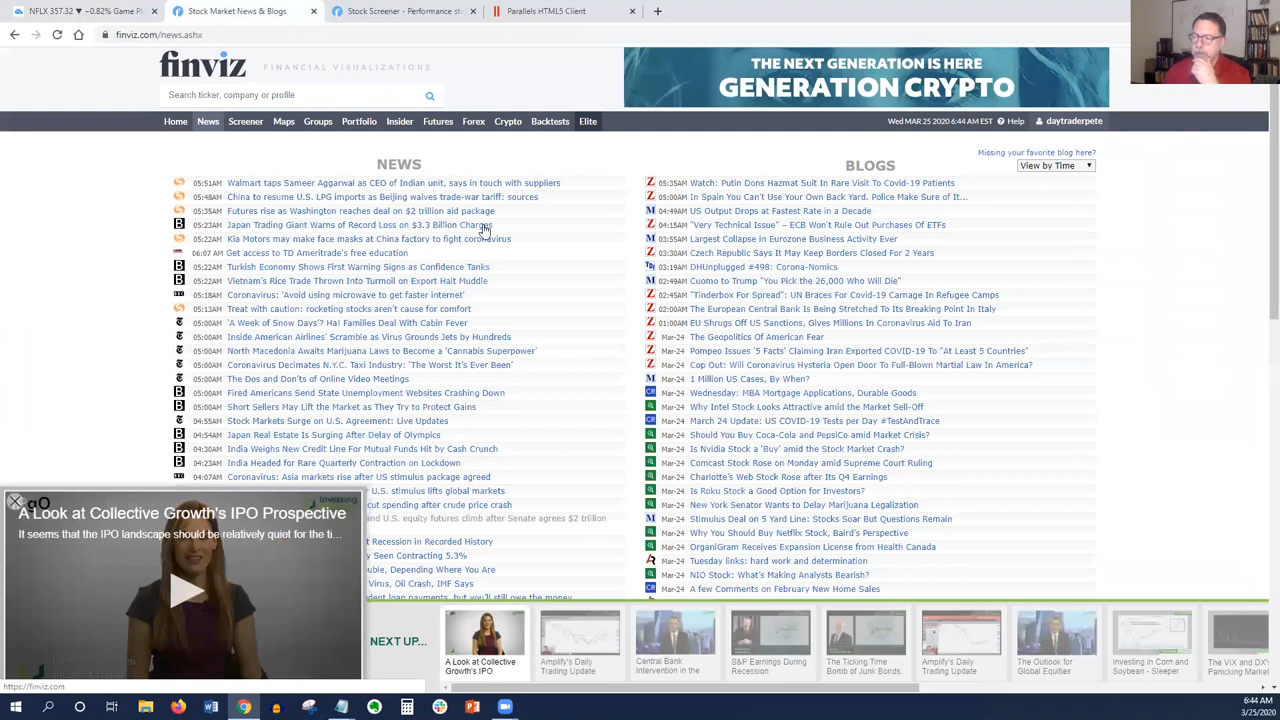 NFLX 357.32 ▼ −0.82% Game Pl
Stock Market News & Blogs
Stock Screener - Performance st
Parallels HTML5 Client
finviz.com/news.ashx
finviz
FINANCIAL VISUALIZATIONS
THE NEXT GENERATION IS HERE
GENERATION CRYPTO
Search ticker, company or profile
Home News Screener Maps Groups Portfolio Insider Futures Forex Crypto Backtests Elite
Wed MAR 25 2020 6:44 AM EST Help daytraderpete
Missing your favorite blog here?
View by Time
NEWS
05:51AM Walmart taps Sameer Aggarwal as CEO of Indian unit, says in touch with suppliers
05:48AM China to resume U.S. LPG imports as Beijing waives trade-war tariff: sources
05:35AM Futures rise as Washington reaches deal on $2 trillion aid package
05:23AM Japan Trading Giant Warns of Record Loss on $3.3 Billion Charges
05:22AM Kia Motors may make face masks at China factory to fight coronavirus
06:07 AM Get access to TD Ameritrade's free education
05:22AM Turkish Economy Shows First Warning Signs as Confidence Tanks
05:22AM Vietnam's Rice Trade Thrown Into Turmoil on Export Halt Muddle
05:18AM Coronavirus: 'Avoid using microwave to get faster internet'
05:13AM Treat with caution: rocketing stocks aren't cause for comfort
05:00AM 'A Week of Snow Days'? Ha! Families Deal With Cabin Fever
05:00AM Inside American Airlines' Scramble as Virus Grounds Jets by Hundreds
05:00AM North Macedonia Awaits Marijuana Laws to Become a 'Cannabis Superpower'
05:00AM Coronavirus Decimates N.Y.C. Taxi Industry: 'The Worst It's Ever Been'
05:00AM The Dos and Don'ts of Online Video Meetings
05:00AM Fired Americans Send State Unemployment Websites Crashing Down
05:00AM Short Sellers May Lift the Market as They Try to Protect Gains
04:55AM Stock Markets Surge on U.S. Agreement: Live Updates
04:54AM Japan Real Estate Is Surging After Delay of Olympics
04:30AM India Weighs New Credit Line For Mutual Funds Hit by Cash Crunch
04:23AM India Headed for Rare Quarterly Contraction on Lockdown
04:07AM Coronavirus: Asia markets rise after US stimulus package agreed
U.S. stimulus lifts global markets
cut spending after crude price crash
nd U.S. equity futures climb after Senate agrees $2 trillion
t Recession in Recorded History
y Seen Contracting 5.3%
uble, Depending Where You Are
Virus, Oil Crash, IMF Says
dent loan payments, but you'll still owe the money
BLOGS
05:35AM Watch: Putin Dons Hazmat Suit In Rare Visit To Covid-19 Patients
05:00AM In Spain You Can't Use Your Own Back Yard. Police Make Sure of It...
04:49AM US Output Drops at Fastest Rate in a Decade
04:15AM "Very Technical Issue" – ECB Won't Rule Out Purchases Of ETFs
03:55AM Largest Collapse in Eurozone Business Activity Ever
03:30AM Czech Republic Says It May Keep Borders Closed For 2 Years
03:19AM DHUnplugged #498: Corona-Nomics
02:49AM Cuomo to Trump "You Pick the 26,000 Who Will Die"
02:45AM "Tinderbox For Spread": UN Braces For Covid-19 Carnage In Refugee Camps
02:00AM The European Central Bank Is Being Stretched To Its Breaking Point In Italy
01:00AM EU Shrugs Off US Sanctions, Gives Millions In Coronavirus Aid To Iran
Mar-24 The Geopolitics Of American Fear
Mar-24 Pompeo Issues '5 Facts' Claiming Iran Exported COVID-19 To "At Least 5 Countries"
Mar-24 Cop Out: Will Coronavirus Hysteria Open Door To Full-Blown Martial Law In America?
Mar-24 1 Million US Cases, By When?
Mar-24 Wednesday: MBA Mortgage Applications, Durable Goods
Mar-24 Why Intel Stock Looks Attractive amid the Market Sell-Off
Mar-24 March 24 Update: US COVID-19 Tests per Day #TestAndTrace
Mar-24 Should You Buy Coca-Cola and PepsiCo amid Market Crisis?
Mar-24 Is Nvidia Stock a 'Buy' amid the Stock Market Crash?
Mar-24 Comcast Stock Rose on Monday amid Supreme Court Ruling
Mar-24 Charlotte's Web Stock Rose after Its Q4 Earnings
Mar-24 Is Roku Stock a Good Option for Investors?
Mar-24 New York Senator Wants to Delay Marijuana Legalization
Mar-24 Stimulus Deal on 5 Yard Line: Stocks Soar But Questions Remain
Mar-24 Why You Should Buy Netflix Stock, Baird's Perspective
Mar-24 OrganiGram Receives Expansion License from Health Canada
Mar-24 Tuesday links: hard work and determination
Mar-24 NIO Stock: What's Making Analysts Bearish?
Mar-24 A few Comments on February New Home Sales
gO
Investing
A Look at Collective Growth's IPO Prospective
It seems that the IPO landscape should be relatively quiet for the ti...
NEXT UP...
A Look at Collective
Growth's IPO
Amplify's Daily
Trading Update
Central Bank
Intervention in the
S&P Earnings During
Recession
The Ticking Time
Bomb of Junk Bonds.
Amplify's Daily
Trading Update
The Outlook for
Global Equities
Investing in Corn and
Soybean - Sleeper
The ViX and DXY
Panicking Market
https://finviz.com
6:44 AM
3/25/2020